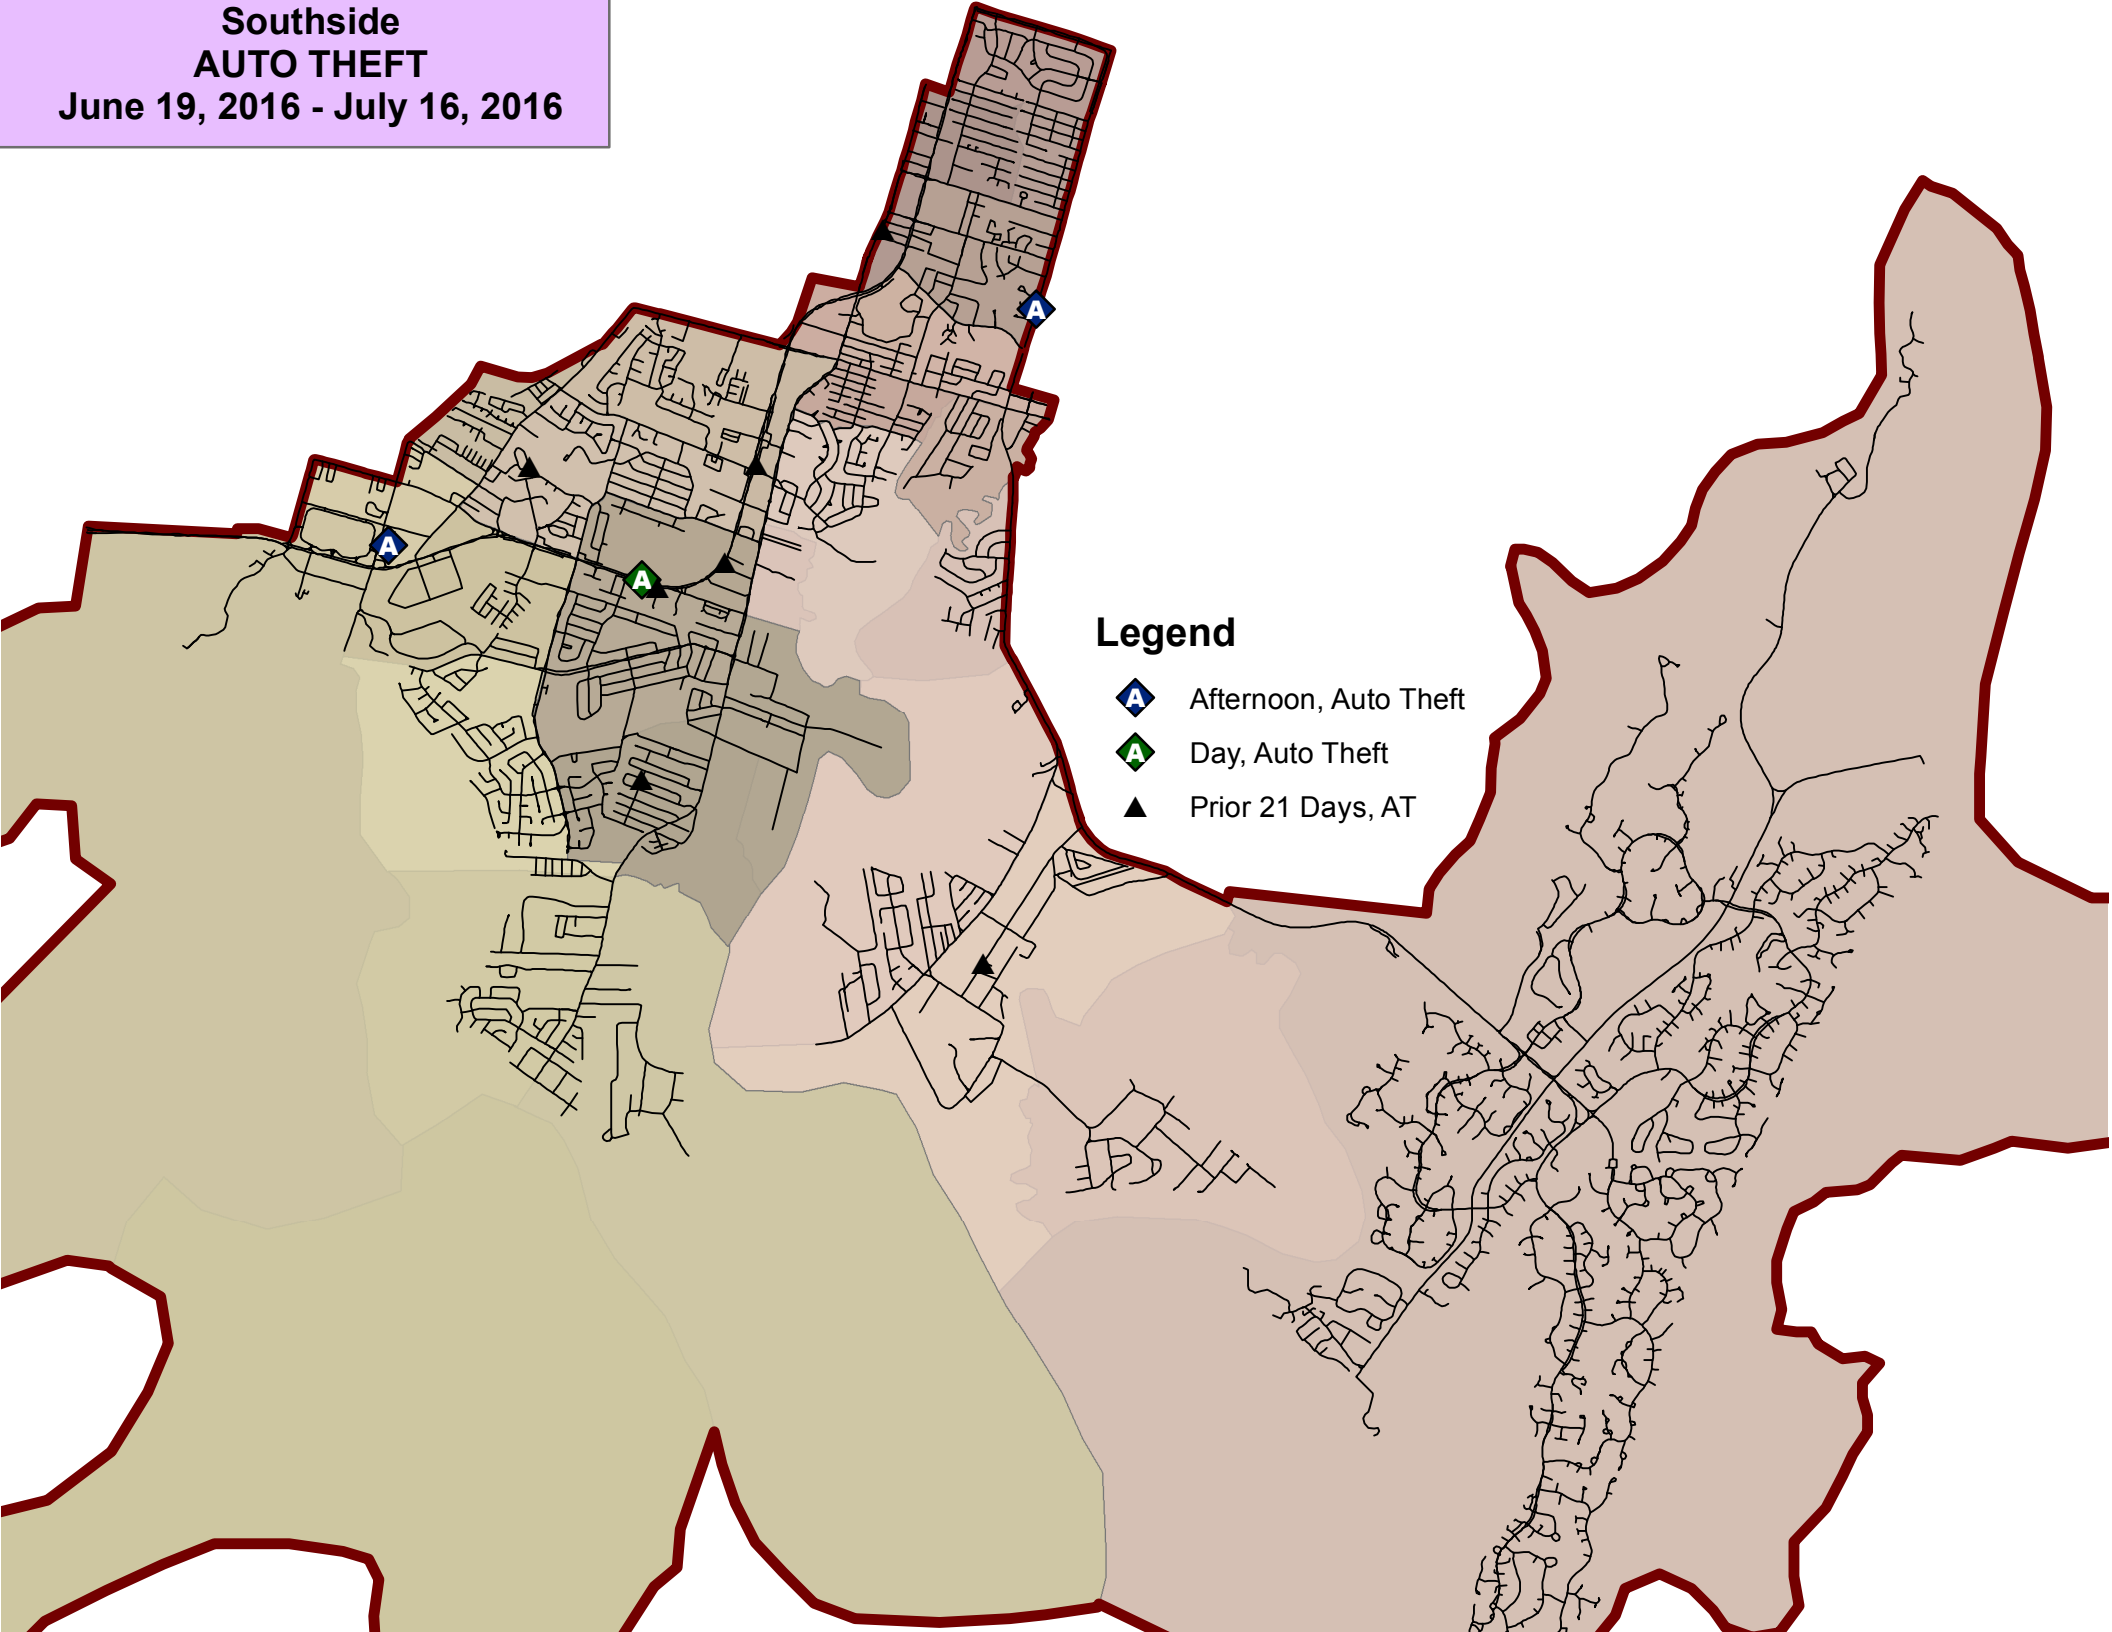 Southside
AUTO THEFT
June 19, 2016 - July 16, 2016
A
A
A
Legend
A Afternoon, Auto Theft
A Day, Auto Theft
Prior 21 Days, AT